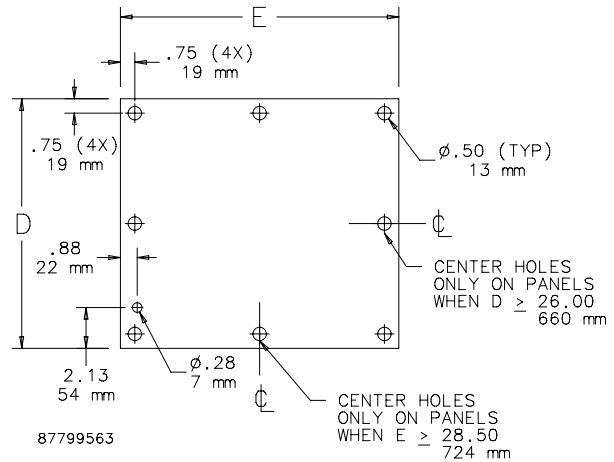 E
.75 (4X)
19 mm
.75 (4X)
19 mm
ø.50 (TYP)
13 mm
D
℄
.88
22 mm
CENTER HOLES
ONLY ON PANELS
WHEN D ≥ 26.00
660 mm
ø.28
7 mm
2.13
54 mm
℄
CENTER HOLES
ONLY ON PANELS
WHEN E ≥ 28.50
724 mm
87799563